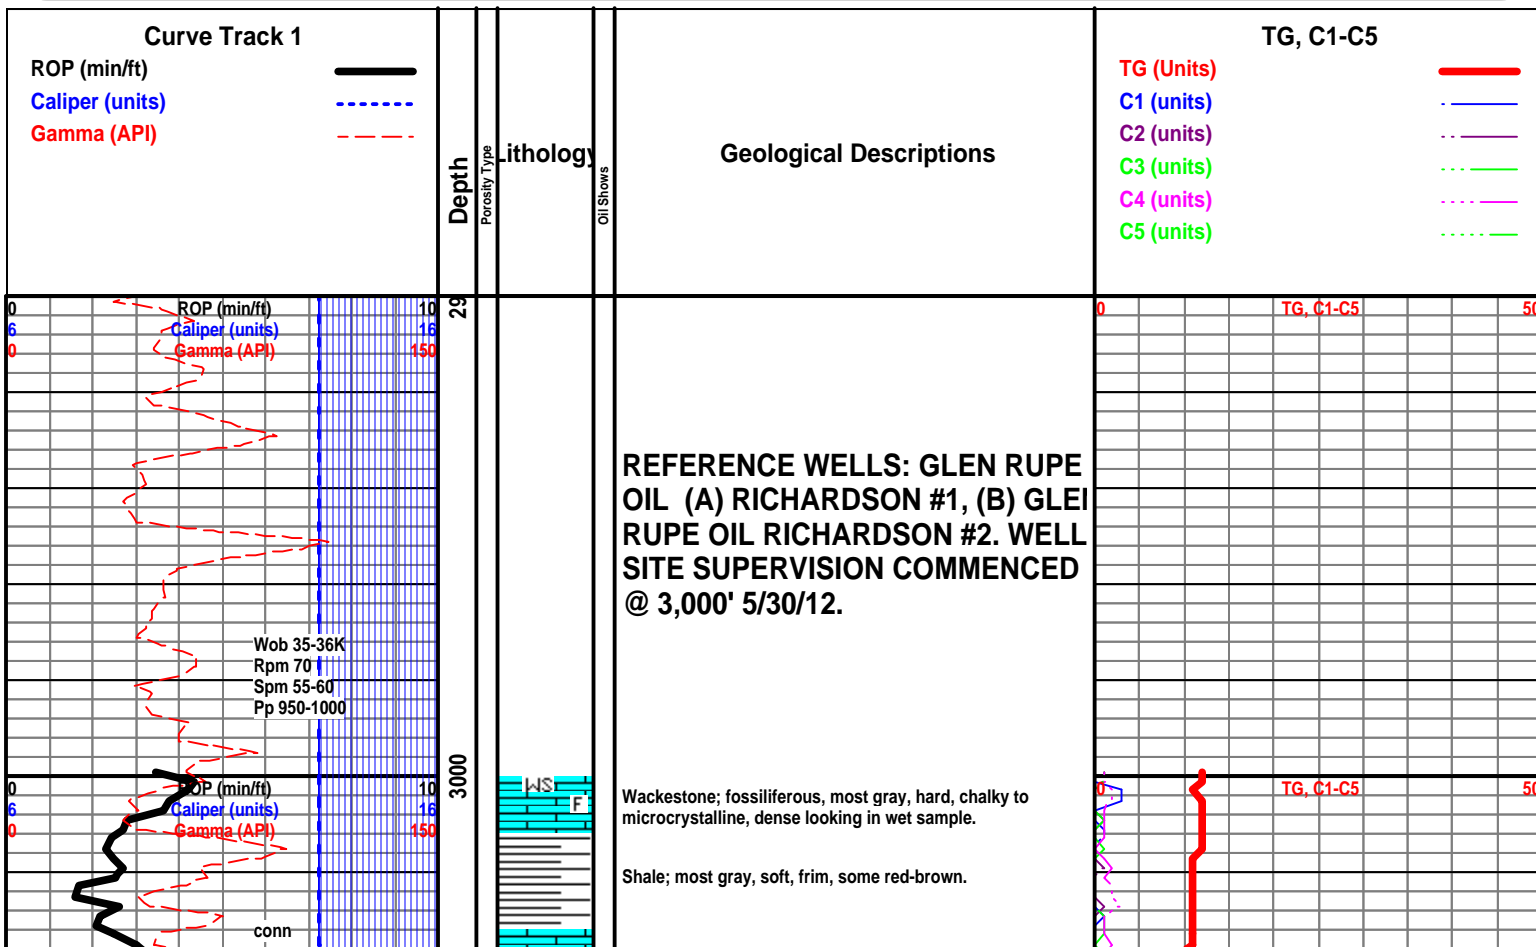 Curve Track 1
ROP (min/ft)
Caliper (units)
Gamma (API)
Depth
Porosity Type
Lithology
Oil Shows
Geological Descriptions
TG, C1-C5
TG (Units)
C1 (units)
C2 (units)
C3 (units)
C4 (units)
C5 (units)
0 ROP (min/ft) 10
6 Caliper (units) 16
0 Gamma (API) 150
29
0 TG, C1-C5 50
REFERENCE WELLS: GLEN RUPE
OIL (A) RICHARDSON #1, (B) GLEN
RUPE OIL RICHARDSON #2. WELL
SITE SUPERVISION COMMENCED
@ 3,000' 5/30/12.
Wob 35-36K
Rpm 70
Spm 55-60
Pp 950-1000
3000
0 ROP (min/ft) 10
6 Caliper (units) 16
0 Gamma (API) 150
WS
F
Wackestone; fossiliferous, most gray, hard, chalky to
microcrystalline, dense looking in wet sample.
0 TG, C1-C5 50
Shale; most gray, soft, frim, some red-brown.
conn